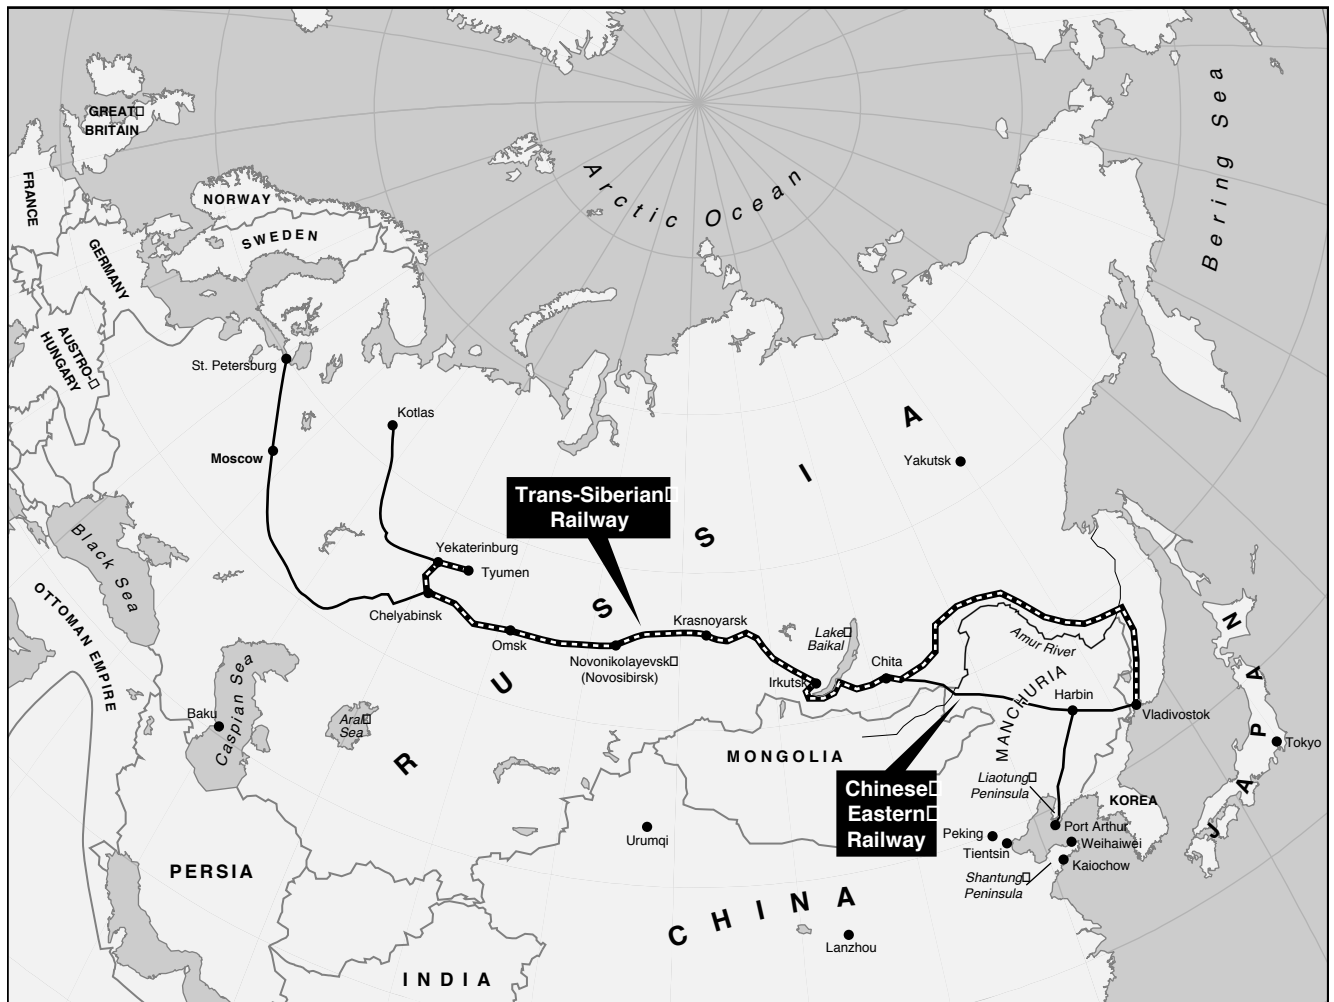 GREAT
BRITAIN
FRANCE
NORWAY
SWEDEN
GERMANY
AUSTRO-
HUNGARY
Arctic Ocean
Bering Sea
St. Petersburg
Kotlas
Moscow
Yakutsk
RUSSIA
Trans-Siberian
Railway
Black Sea
OTTOMAN EMPIRE
Yekaterinburg
Tyumen
Chelyabinsk
Omsk
Novonikolayevsk
(Novosibirsk)
Krasnoyarsk
Lake
Baikal
Irkutsk
Chita
Amur River
MANCHURIA
Harbin
Vladivostok
JAPAN
Tokyo
Baku
Caspian Sea
Aral
Sea
MONGOLIA
Chinese
Eastern
Railway
Liaotung
Peninsula
KOREA
Port Arthur
Peking
Weihaiwei
Tientsin
Kaiochow
Shantung
Peninsula
Urumqi
PERSIA
CHINA
Lanzhou
INDIA